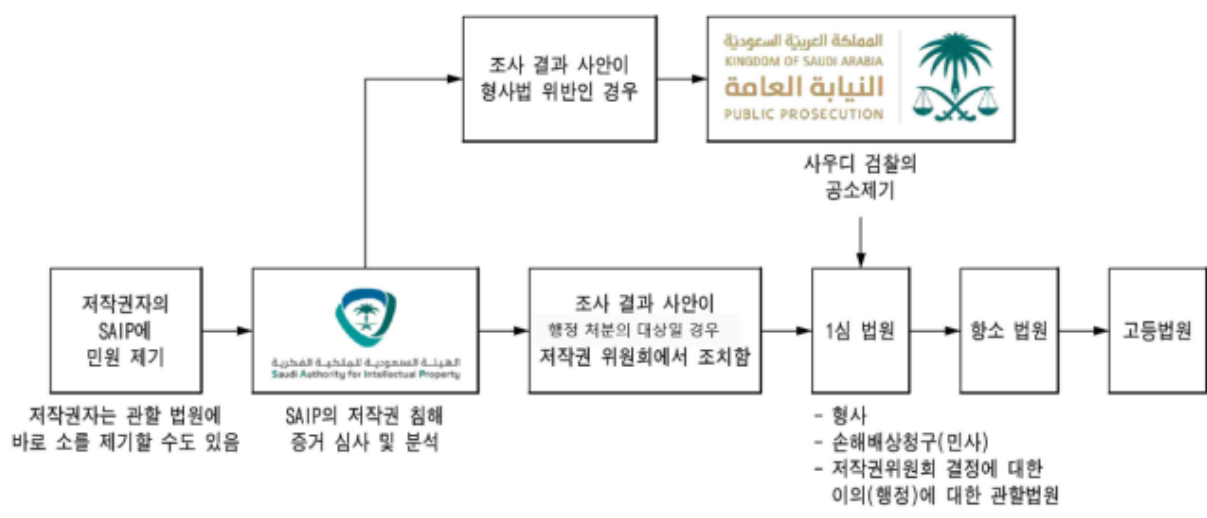 조사 결과 사안이
형사법 위반인 경우
المملكة العربية السعودية
KINGDOM OF SAUDI ARABIA
النيابة العامة
PUBLIC PROSECUTION
사우디 검찰의
공소제기
저작권자의
SAIP에
민원 제기
الهيئة السعودية للملكية الفكرية
Saudi Authority for Intellectual Property
조사 결과 사안이
행정 처분의 대상일 경우
저작권 위원회에서 조치함
1심 법원
항소 법원
고등법원
저작권자는 관할 법원에
바로 소를 제기할 수도 있음
SAIP의 저작권 침해
증거 심사 및 분석
- 형사
- 손해배상청구(민사)
- 저작권위원회 결정에 대한
이의(행정)에 대한 관할법원